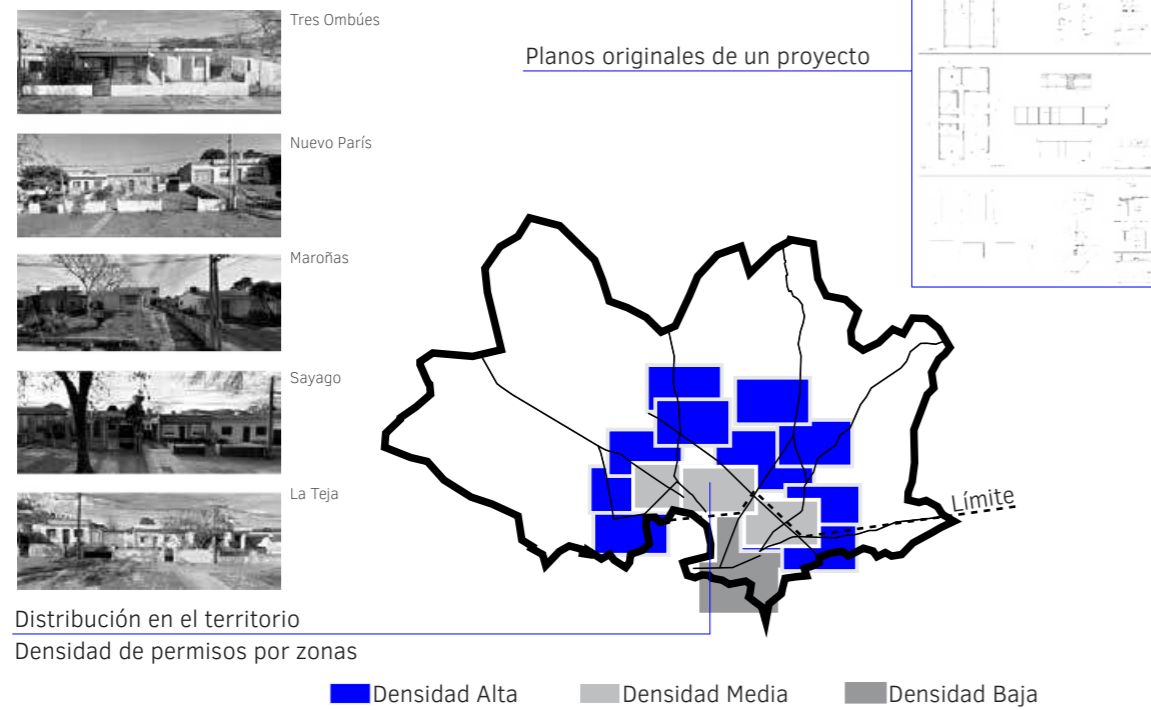 Tres Ombúes
Planos originales de un proyecto
Nuevo París
Maroñas
Sayago
La Teja
Límite
Distribución en el territorio
Densidad de permisos por zonas
Densidad Alta
Densidad Media
Densidad Baja